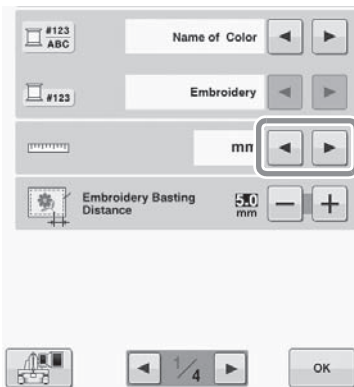 #123
ABC
Name of Color
#123
Embroidery
mm
Embroidery Basting
Distance
5.0
mm
1/4
OK